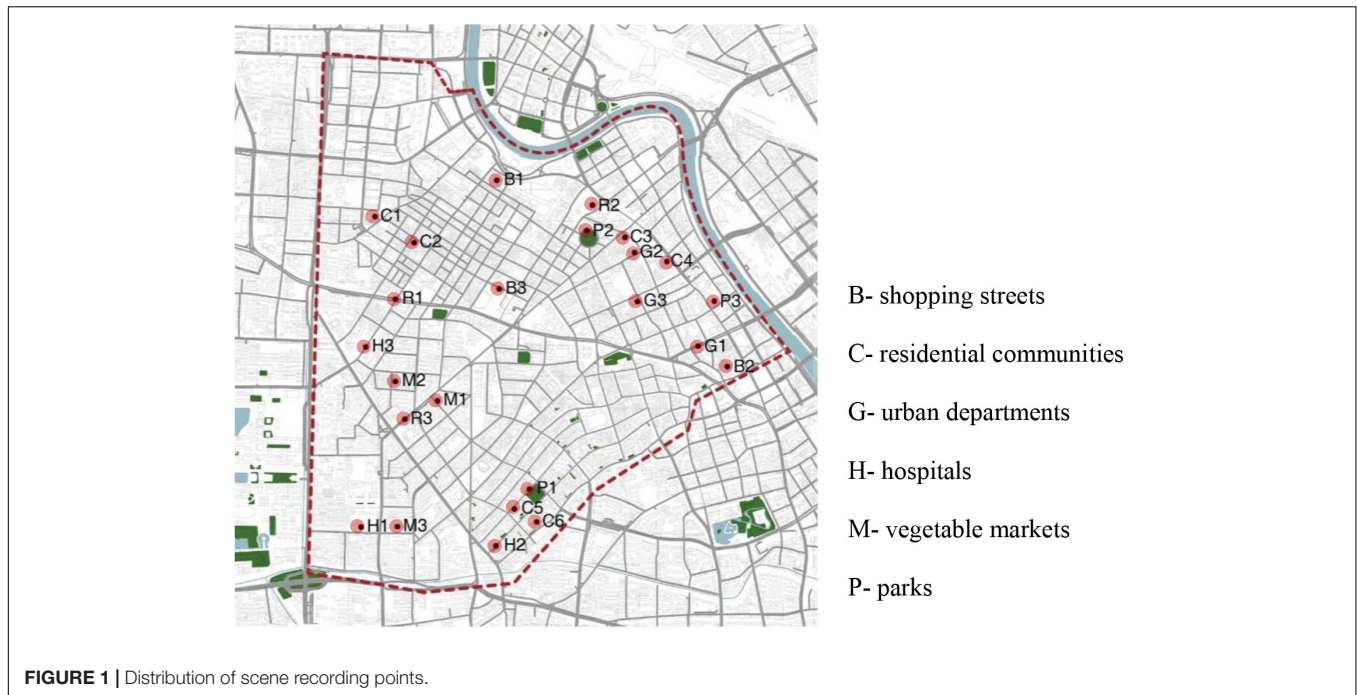 B1
R2
C1
P2
C3
C2
G2
C4
B3
R1
G3
P3
H3
G1
B2
M2
M1
R3
P1
C5
C6
H1
M3
H2
B- shopping streets
C- residential communities
G- urban departments
H- hospitals
M- vegetable markets
P- parks
FIGURE 1 | Distribution of scene recording points.